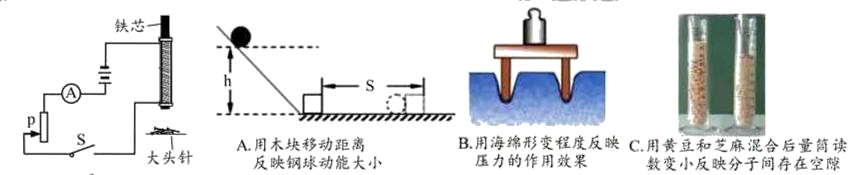 铁芯
A
P
S
大头针
h
S
A.用木块移动距离
反映钢球动能大小
B.用海绵形变程度反映
压力的作用效果
C.用黄豆和芝麻混合后量筒读
数变小反映分子间存在空隙